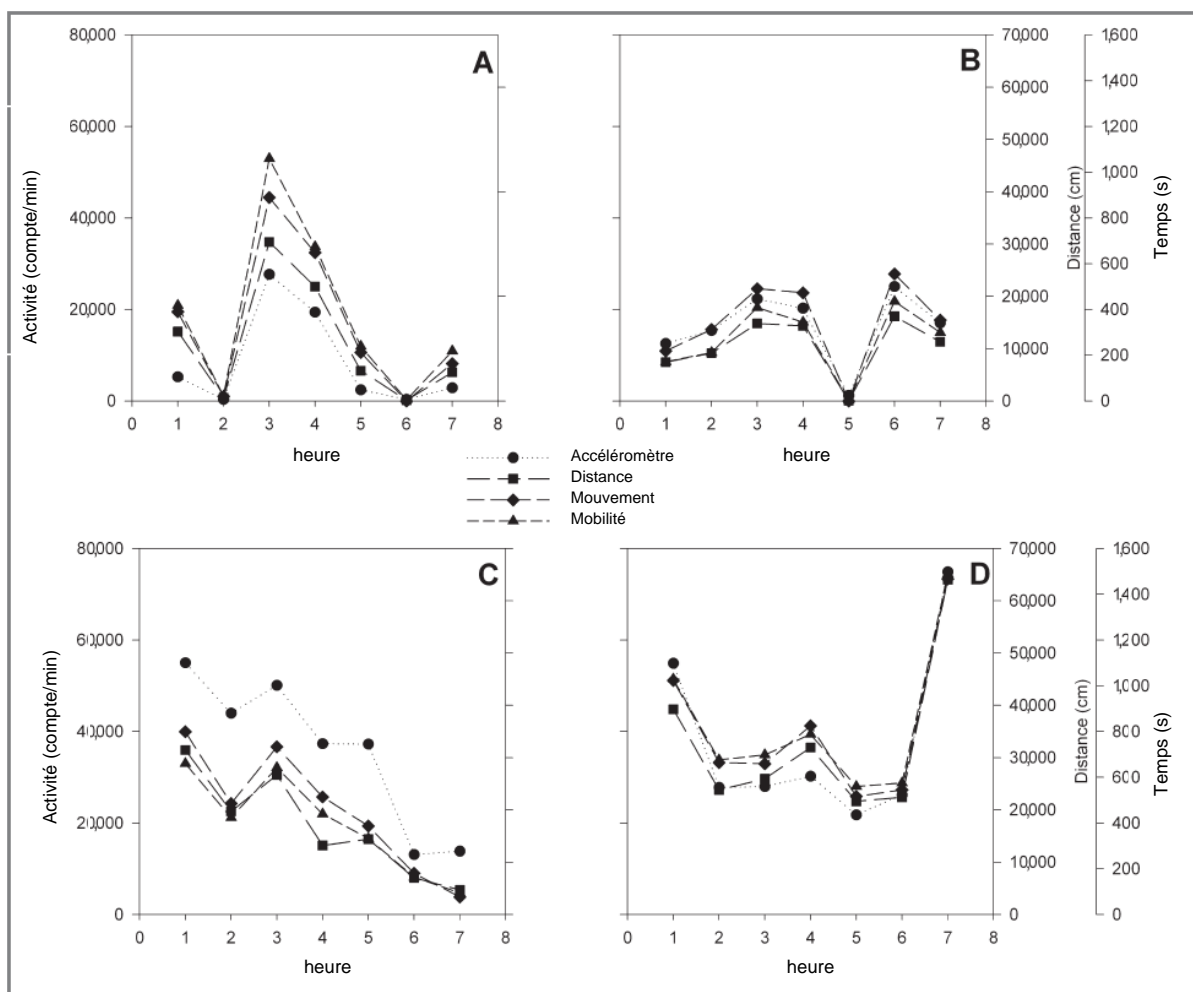 80,000
60,000
40,000
20,000
0
Activité (compte/min)
A
0 1 2 3 4 5 6 7 8
heure
B
0 1 2 3 4 5 6 7 8
heure
70,000
60,000
50,000
40,000
30,000
20,000
10,000
0
Distance (cm)
1,600
1,400
1,200
1,000
800
600
400
200
0
Temps (s)
Accéléromètre
Distance
Mouvement
Mobilité
80,000
60,000
40,000
20,000
0
Activité (compte/min)
C
0 1 2 3 4 5 6 7 8
heure
D
0 1 2 3 4 5 6 7 8
heure
70,000
60,000
50,000
40,000
30,000
20,000
10,000
0
Distance (cm)
1,600
1,400
1,200
1,000
800
600
400
200
0
Temps (s)